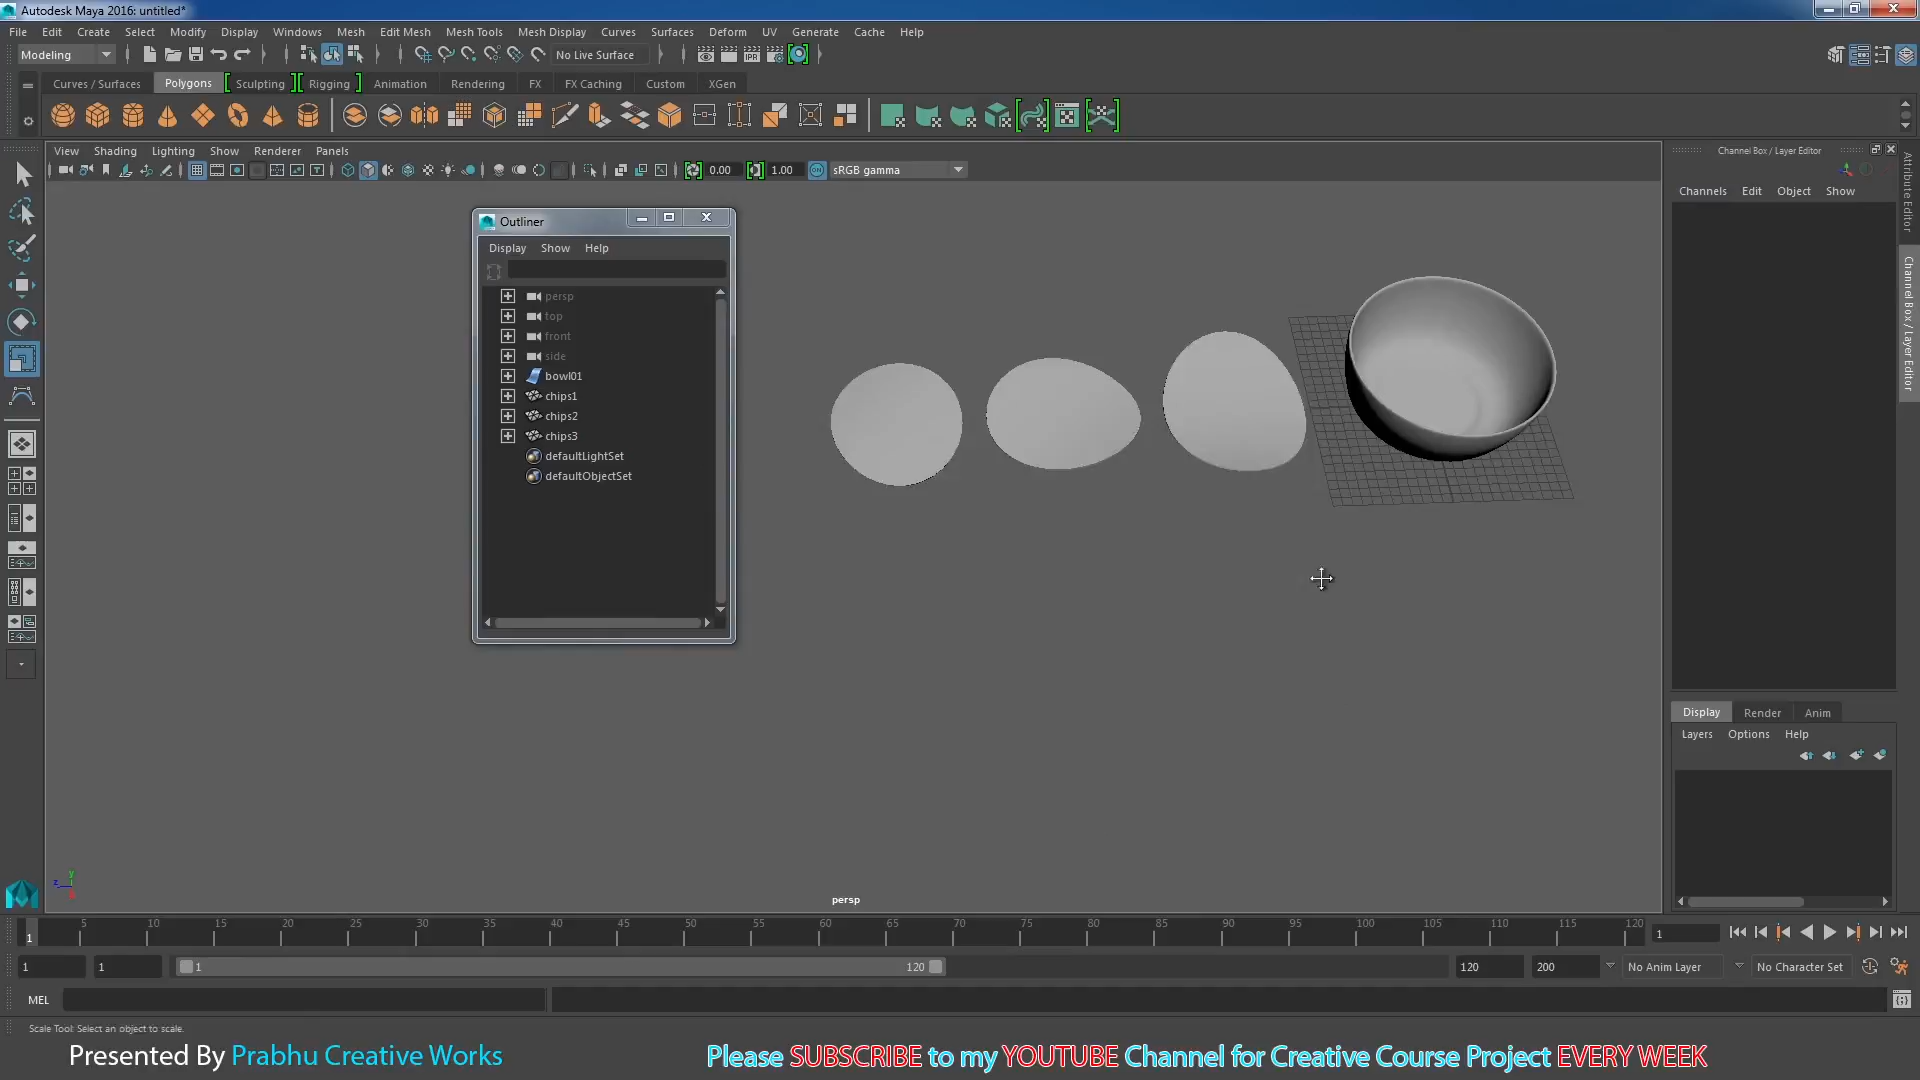 Autodesk Maya 2016: untitled*
File Edit Create Select Modify Display Windows Mesh Edit Mesh Mesh Tools Mesh Display Curves Surfaces Deform UV Generate Cache Help
Modeling No Live Surface
Curves / Surfaces Polygons Sculpting Rigging Animation Rendering FX FX Caching Custom XGen
View Shading Lighting Show Renderer Panels
0.00 1.00 sRGB gamma
Channel Box / Layer Editor
Channels Edit Object Show
Attribute Editor
Channel Box / Layer Editor
Outliner
Display Show Help
persp
top
front
side
bowl01
chips1
chips2
chips3
defaultLightSet
defaultObjectSet
Display Render Anim
Layers Options Help
persp
5 10 15 20 25 30 35 40 45 50 55 60 65 70 75 80 85 90 95 100 105 110 115 120
1 1
1 1 1 120 120 200 No Anim Layer No Character Set
MEL
Scale Tool: Select an object to scale.
Presented By Prabhu Creative Works
Please SUBSCRIBE to my YOUTUBE Channel for Creative Course Project EVERY WEEK